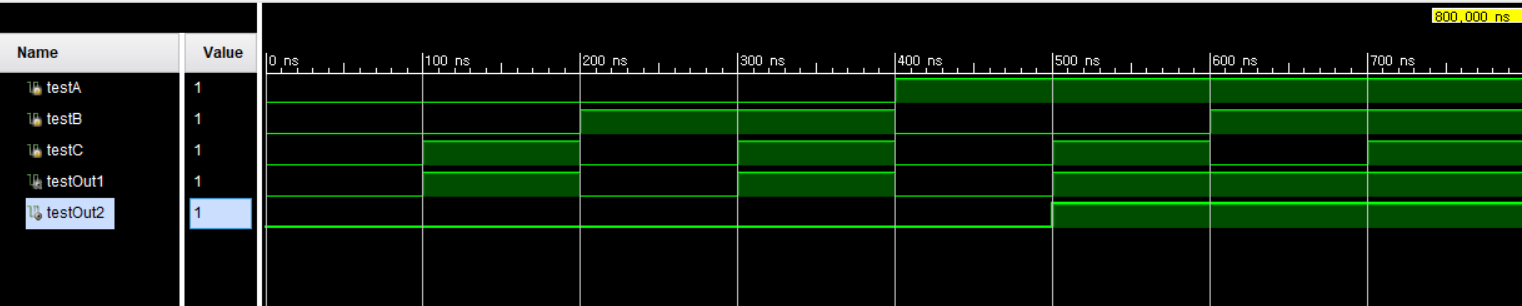 800,000 ns
Name Value
0 ns 100 ns 200 ns 300 ns 400 ns 500 ns 600 ns 700 ns
testA 1
testB 1
testC 1
testOut1 1
testOut2 1